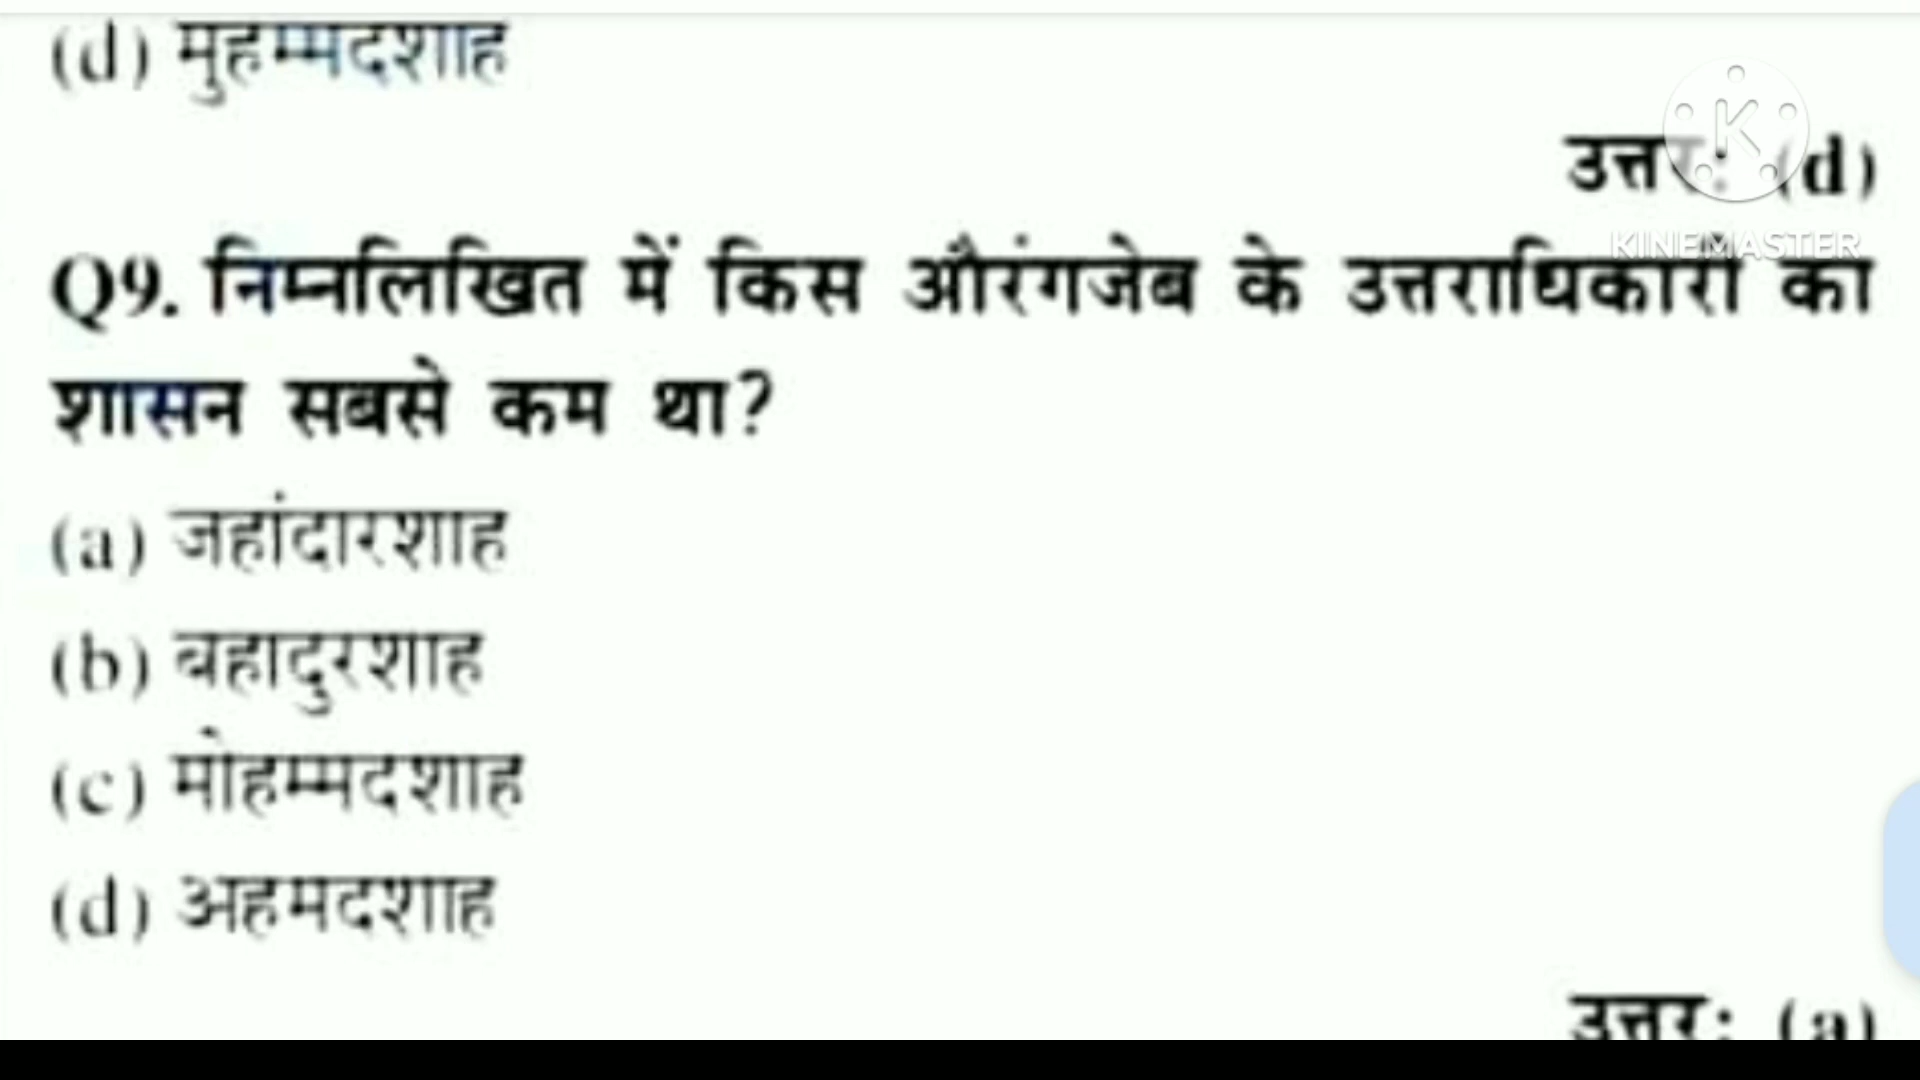 (d) मुहम्मदशाह
उत्तर: (d)
KINEMASTER
Q9. निम्नलिखित में किस औरंगजेब के उत्तराधिकारी का
शासन सबसे कम था?
(a) जहांदारशाह
(b) बहादुरशाह
(c) मोहम्मदशाह
(d) अहमदशाह
उत्तर: (a)